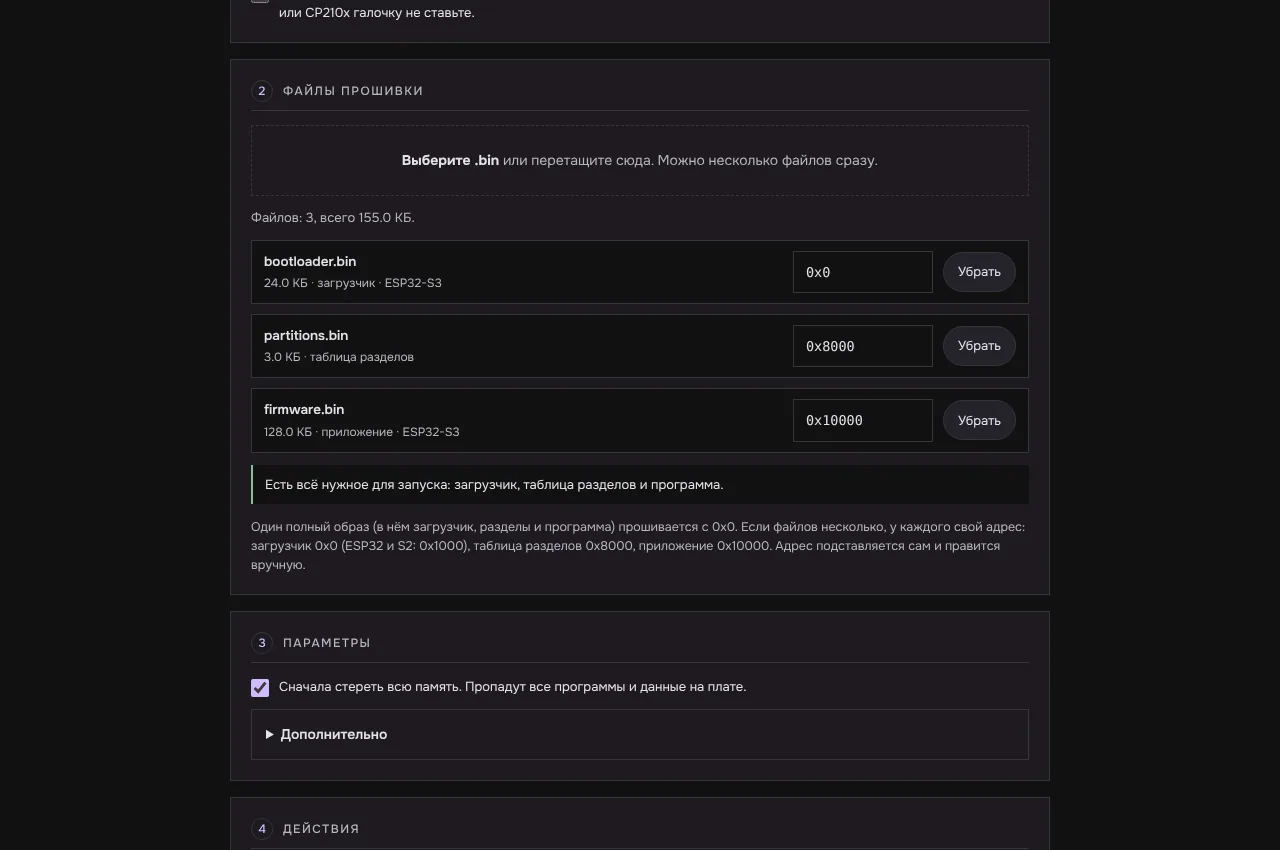 или CP210x галочку не ставьте.
2 ФАЙЛЫ ПРОШИВКИ
Выберите .bin или перетащите сюда. Можно несколько файлов сразу.
Файлов: 3, всего 155.0 КБ.
bootloader.bin
24.0 КБ · загрузчик · ESP32-S3
0x0
Убрать
partitions.bin
3.0 КБ · таблица разделов
0x8000
Убрать
firmware.bin
128.0 КБ · приложение · ESP32-S3
0x10000
Убрать
Есть всё нужное для запуска: загрузчик, таблица разделов и программа.
Один полный образ (в нём загрузчик, разделы и программа) прошивается с 0x0. Если файлов несколько, у каждого свой адрес:
загрузчик 0x0 (ESP32 и S2: 0x1000), таблица разделов 0x8000, приложение 0x10000. Адрес подставляется сам и правится
вручную.
3 ПАРАМЕТРЫ
Сначала стереть всю память. Пропадут все программы и данные на плате.
Дополнительно
4 ДЕЙСТВИЯ